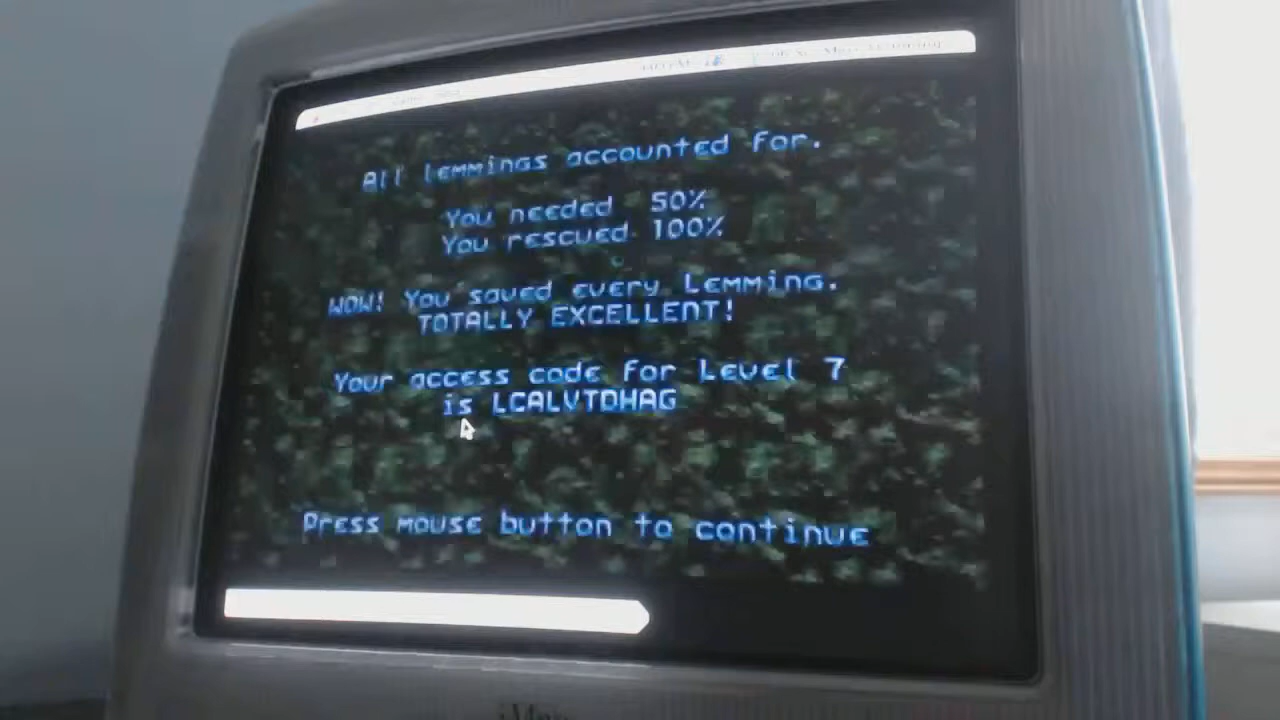 All Lemmings accounted for.
You needed 50%
You rescued 100%
WOW! You saved every Lemming.
TOTALLY EXCELLENT!
Your access code for Level 7
is LCALVTDHAG
Press mouse button to continue
iMac